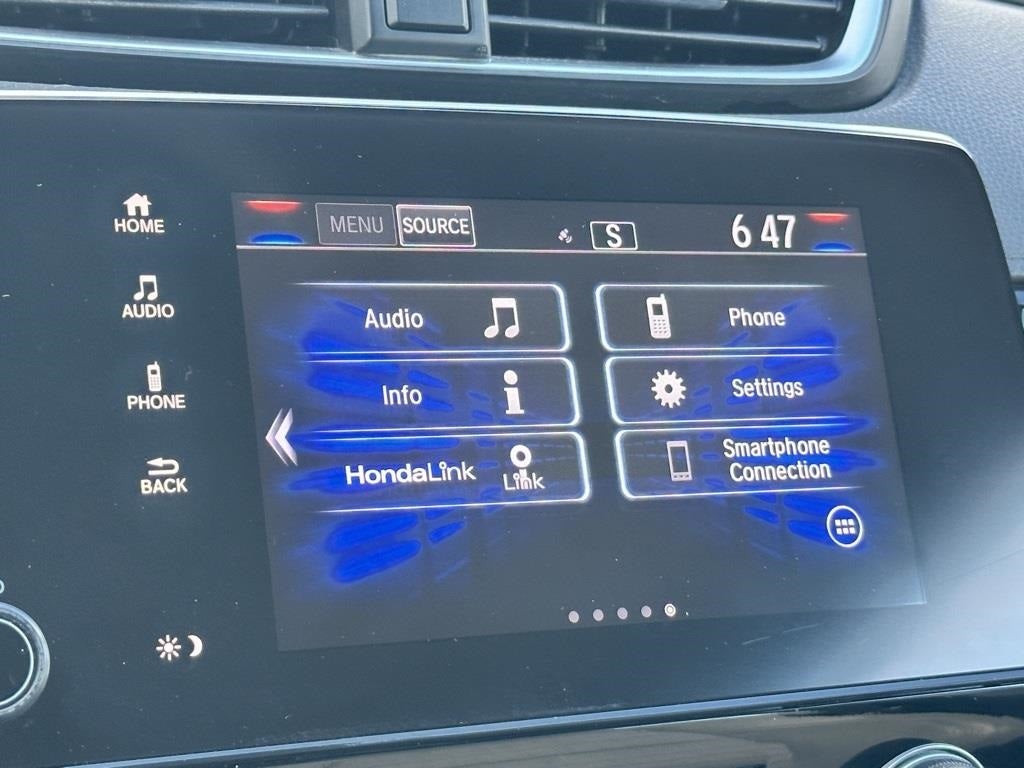 HOME
AUDIO
PHONE
BACK
MENU SOURCE S 6 47
Audio Phone
Info Settings
HondaLink Link Smartphone
Connection